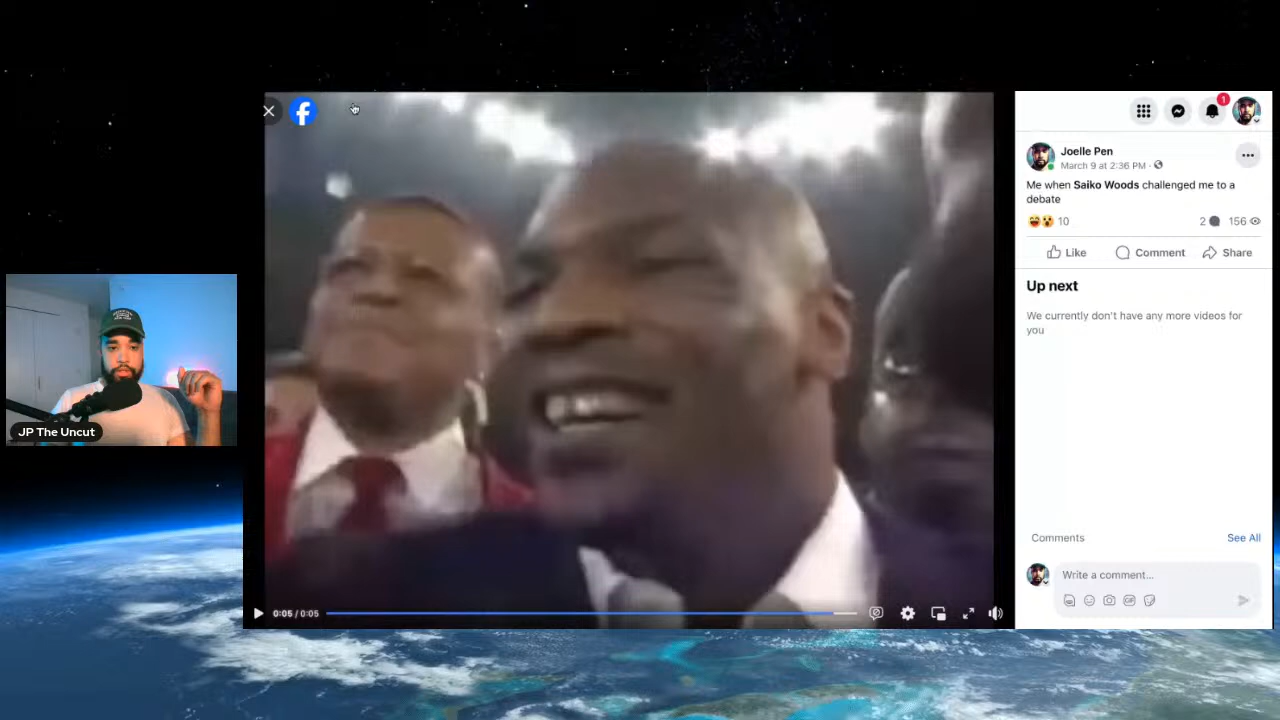 JP The Uncut
0:05 / 0:05
1
Joelle Pen
March 9 at 2:36 PM ·
Me when Saiko Woods challenged me to a
debate
10
2
156
Like
Comment
Share
Up next
We currently don't have any more videos for
you
Comments
See All
Write a comment...
GIF